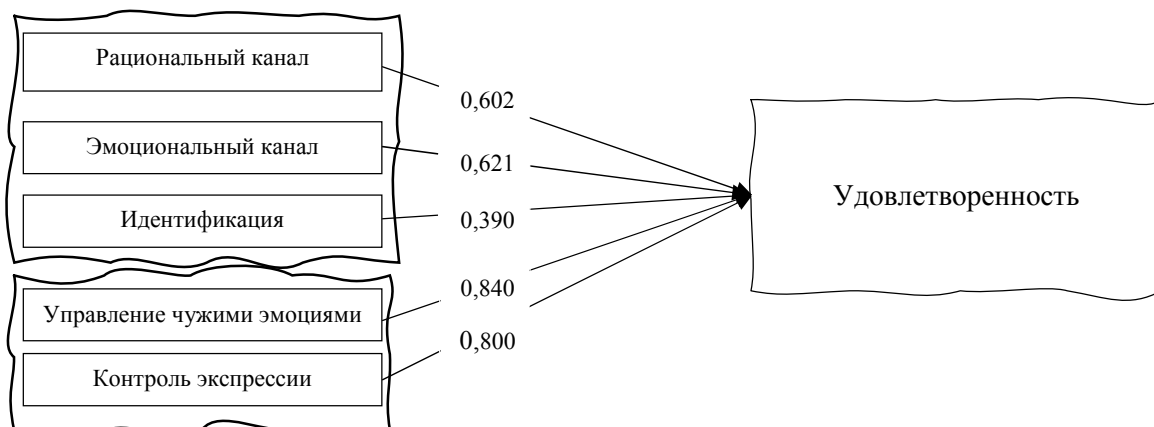 Рациональный канал
0,602
Эмоциональный канал
0,621
Идентификация
0,390
Удовлетворенность
Управление чужими эмоциями
0,840
Контроль экспрессии
0,800